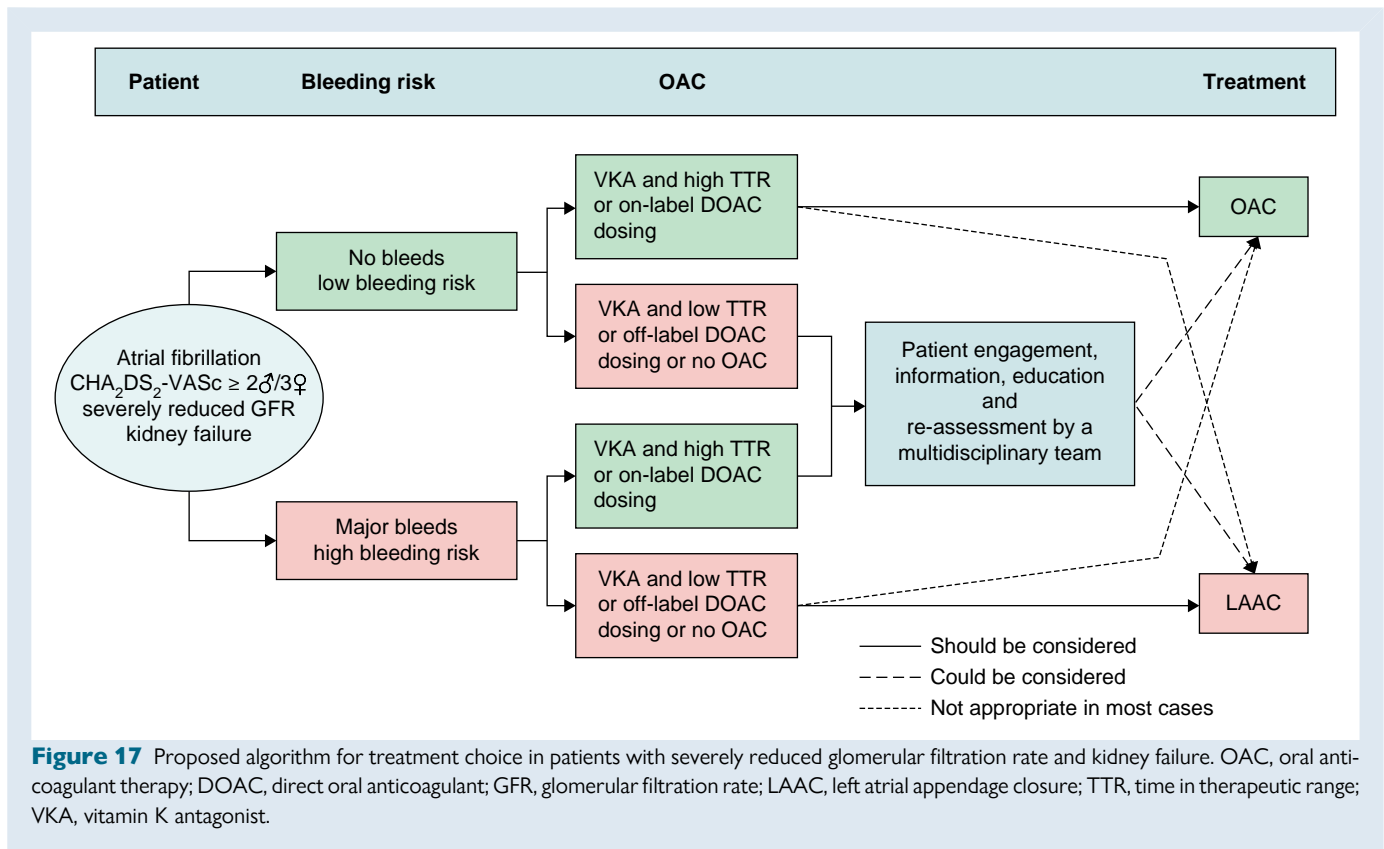 Patient Bleeding risk OAC Treatment
VKA and high TTR
or on-label DOAC
dosing
OAC
No bleeds
low bleeding risk
VKA and low TTR
or off-label DOAC
dosing or no OAC
Atrial fibrillation
CHA₂DS₂-VASc ≥ 2♂/3♀
severely reduced GFR
kidney failure
Patient engagement,
information, education
and
re-assessment by a
multidisciplinary team
VKA and high TTR
or on-label DOAC
dosing
Major bleeds
high bleeding risk
VKA and low TTR
or off-label DOAC
dosing or no OAC
LAAC
Should be considered
Could be considered
Not appropriate in most cases
Figure 17 Proposed algorithm for treatment choice in patients with severely reduced glomerular filtration rate and kidney failure. OAC, oral anti-
coagulant therapy; DOAC, direct oral anticoagulant; GFR, glomerular filtration rate; LAAC, left atrial appendage closure; TTR, time in therapeutic range;
VKA, vitamin K antagonist.